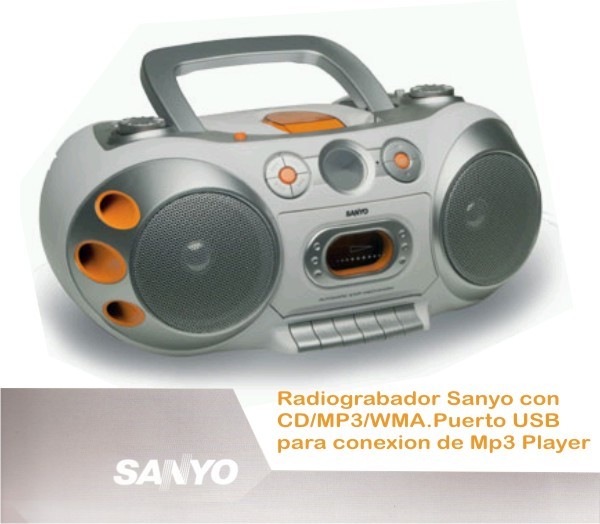 SANYO
Radiograbador Sanyo con
CD/MP3/WMA.Puerto USB
para conexion de Mp3 Player
SANYO